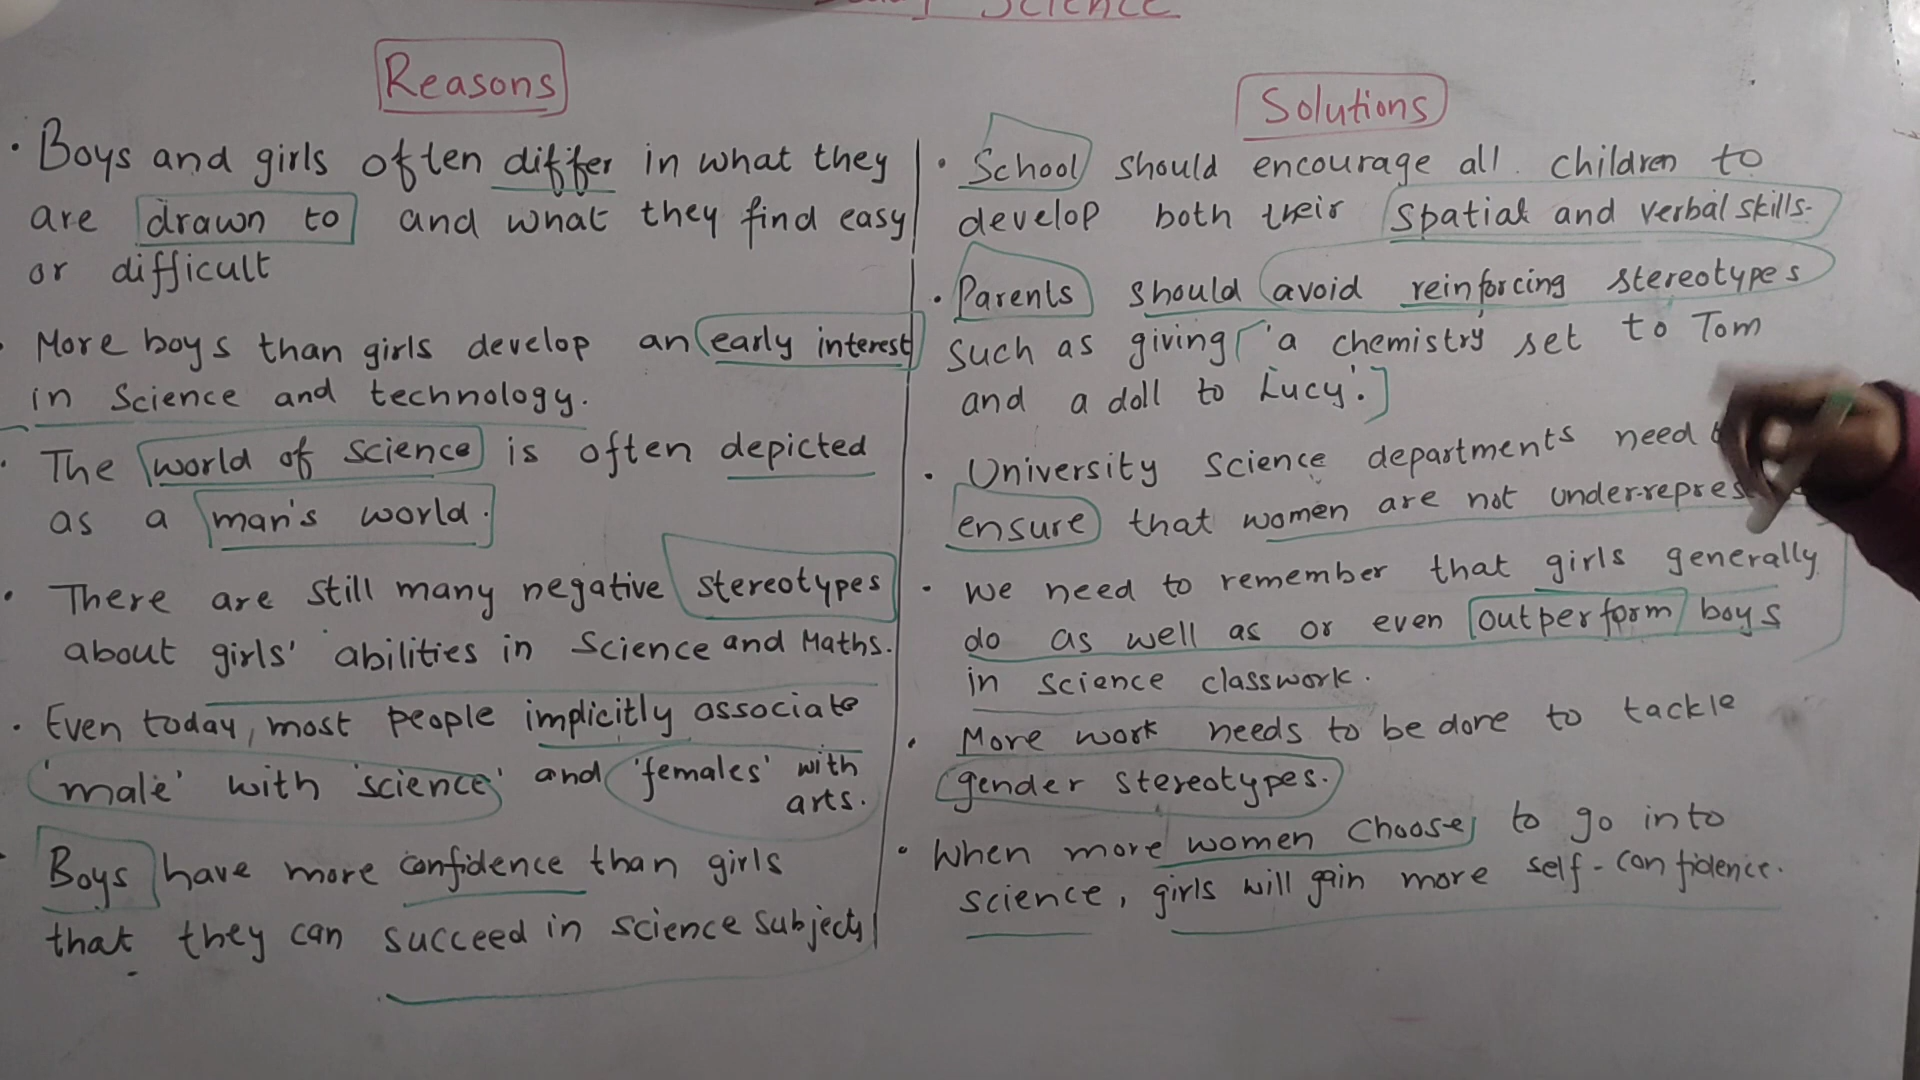 Science
Reasons
• Boys and girls often differ in what they
are drawn to and what they find easy
or difficult
• More boys than girls develop an early interest
in Science and technology.
• The world of science is often depicted
as a man's world.
• There are still many negative stereotypes
about girls' abilities in Science and Maths.
• Even today, most people implicitly associate
'male' with 'science' and 'females' with
arts.
• Boys have more confidence than girls
that they can succeed in science subjects
Solutions
• School should encourage all children to
develop both their spatial and verbal skills.
• Parents should avoid reinforcing stereotypes
such as giving 'a chemistry set to Tom
and a doll to Lucy'.
• University science departments need
ensure that women are not under-repres
• We need to remember that girls generally
do as well as or even outperform boys
in science classwork.
• More work needs to be done to tackle
gender stereotypes.
• When more women choose to go into
science, girls will gain more self-confidence.